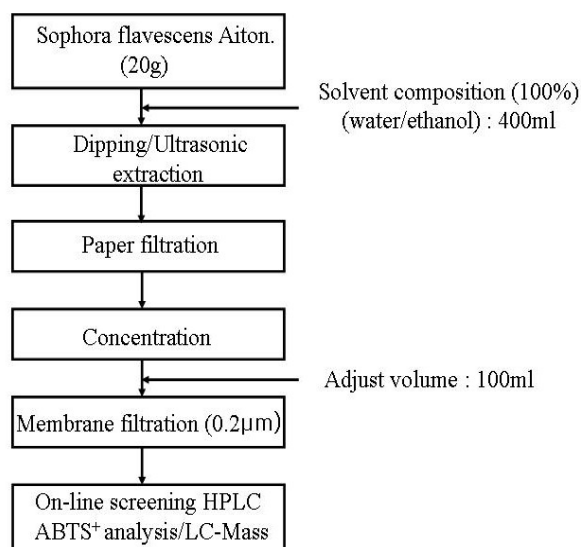 Sophora flavescens Aiton.
(20g)
Solvent composition (100%)
(water/ethanol) : 400ml
Dipping/Ultrasonic
extraction
Paper filtration
Concentration
Adjust volume : 100ml
Membrane filtration (0.2μm)
On-line screening HPLC
ABTS⁺ analysis/LC-Mass